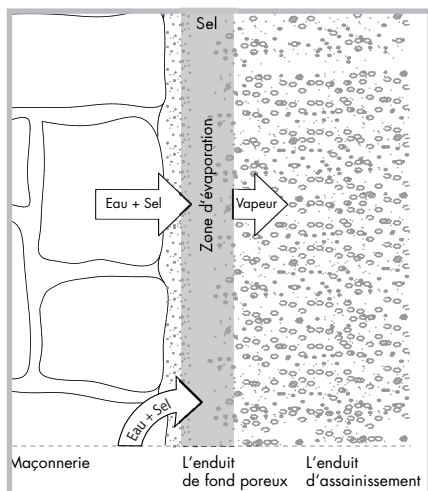 Sel
Zone d'évaporation
Eau + Sel
Vapeur
Eau + Sel
Maçonnerie
L'enduit
de fond poreux
L'enduit
d'assainissement